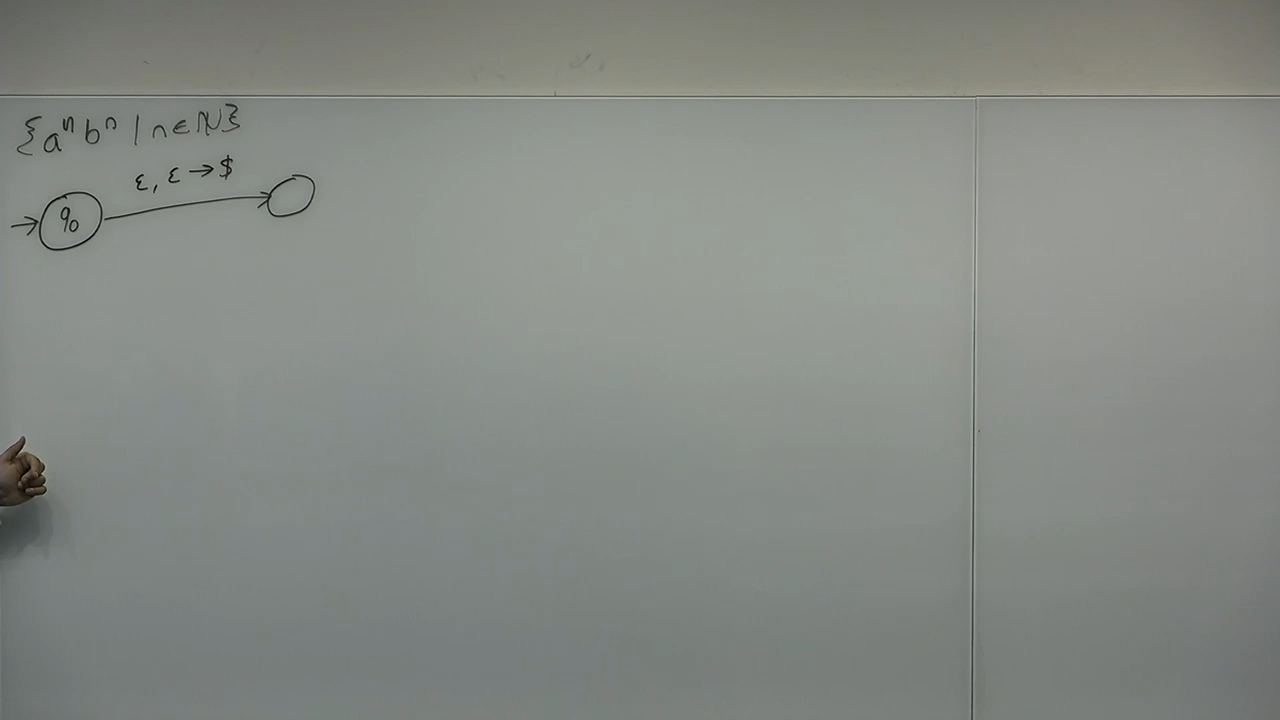 {aⁿbⁿ | n ∈ ℕ}
ε, ε → $
→ q₀